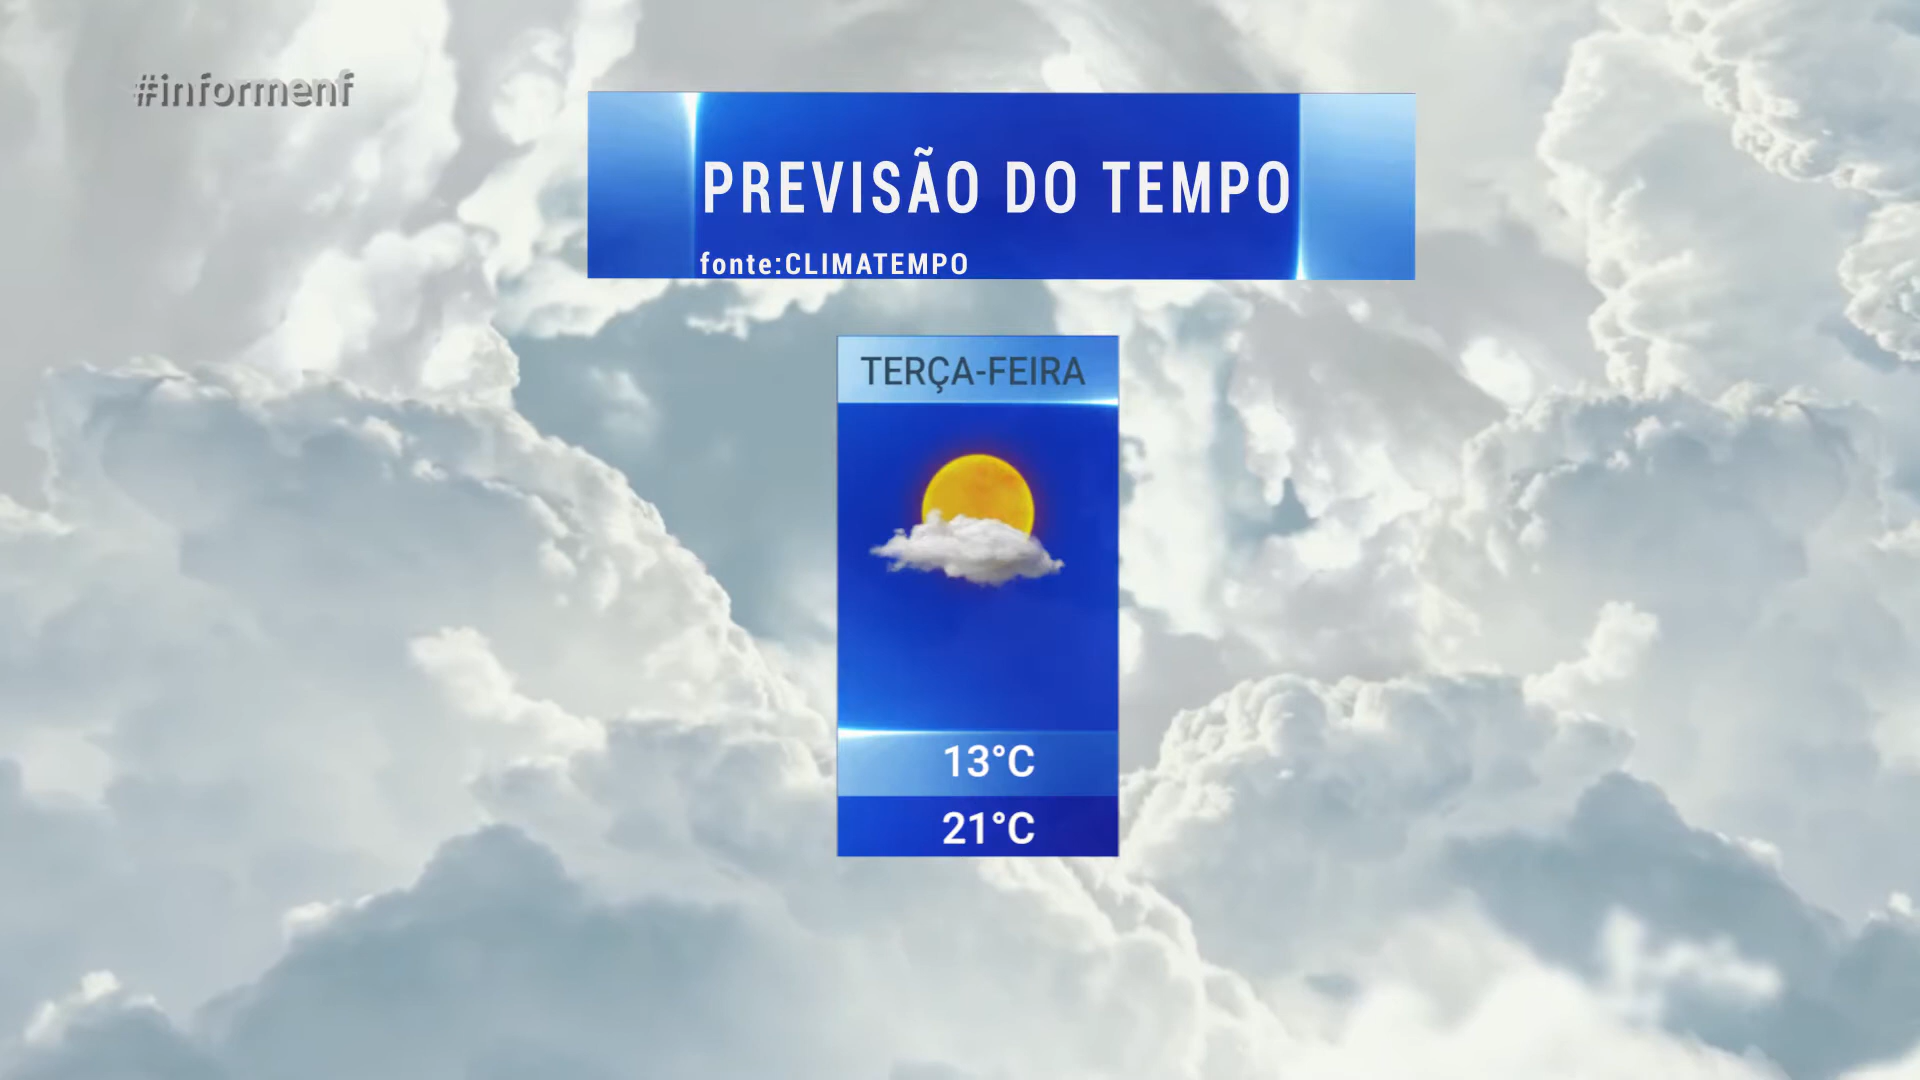 #informenf
PREVISÃO DO TEMPO
fonte:CLIMATEMPO
TERÇA-FEIRA
13°C
21°C